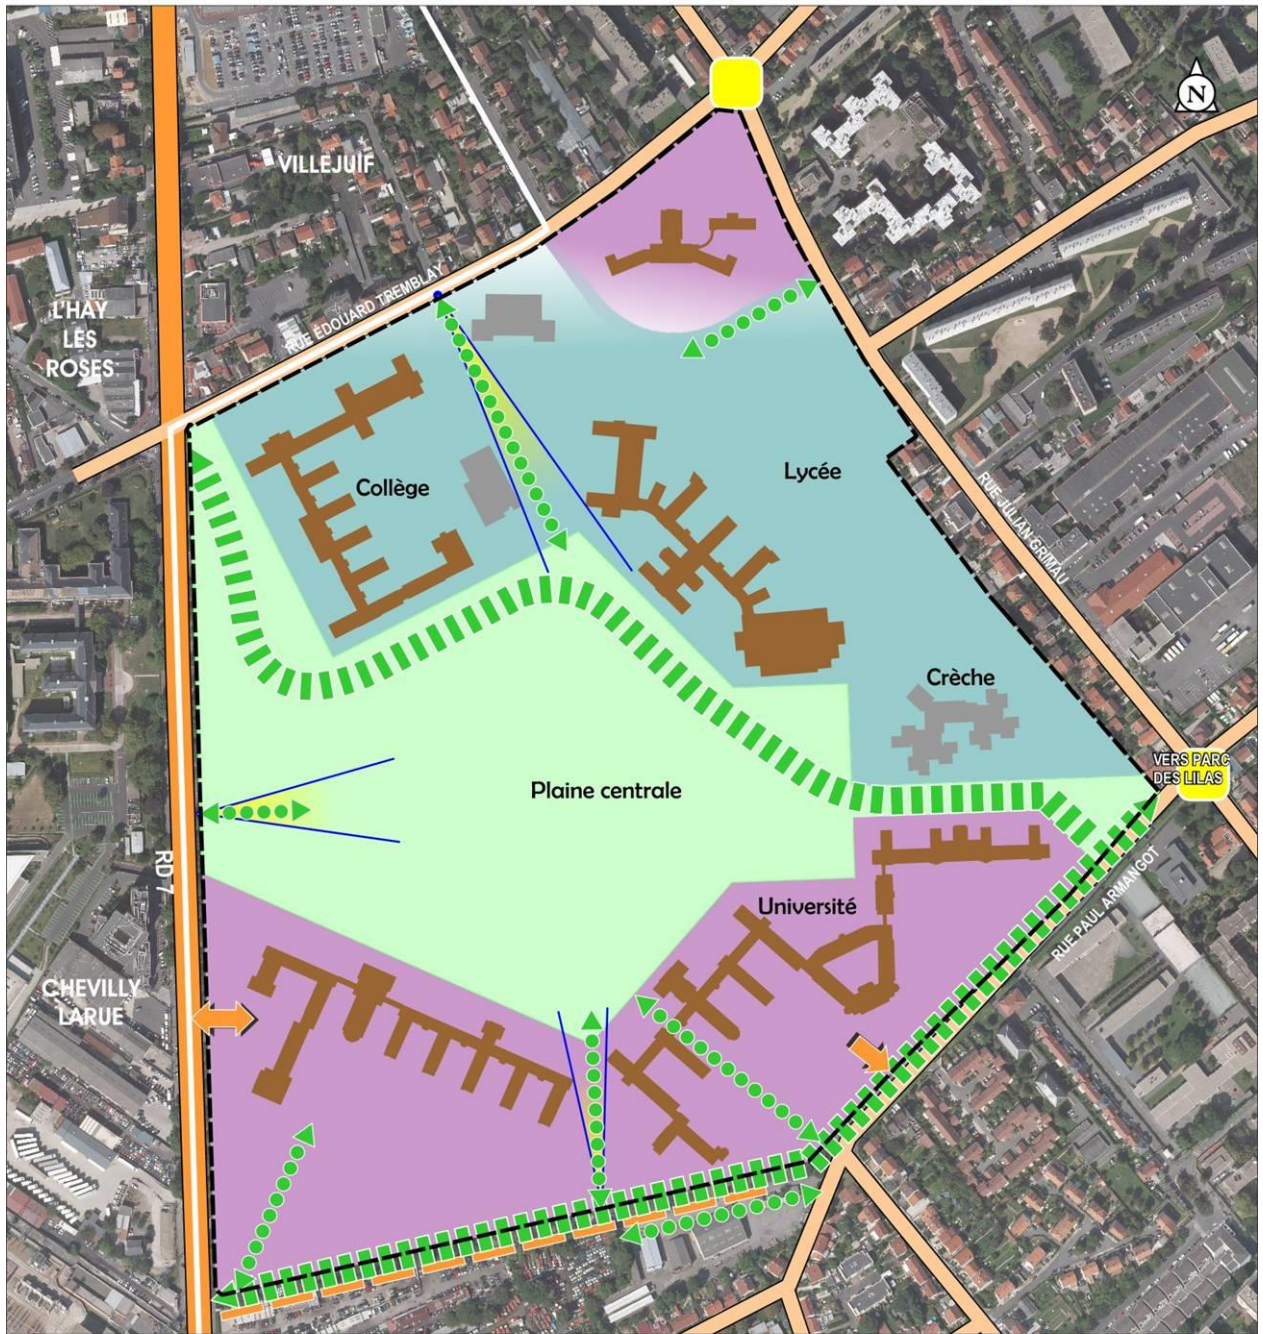 N
VILLEJUIF
L'HAY
LES
ROSES
RUE ÉDOUARD TREMBLAY
Lycée
Collège
RUE JULIAN GRIMAU
Crèche
VERS PARC
DES LILAS
Plaine centrale
RD 7
Université
RUE PAUL ARMANGOT
CHEVILLY
LARUE